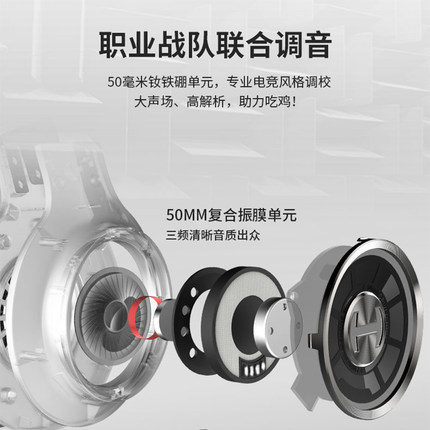 职业战队联合调音
50毫米钕铁硼单元，专业电竞风格调校
大声场、高解析，助力吃鸡！
50MM复合振膜单元
三频清晰音质出众